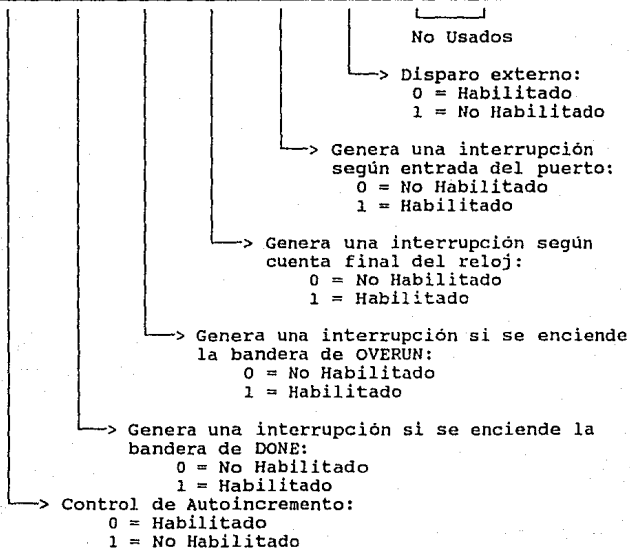 No Usados
> Disparo externo:
0 = Habilitado
1 = No Habilitado
> Genera una interrupción
según entrada del puerto:
0 = No Habilitado
1 = Habilitado
> Genera una interrupción según
cuenta final del reloj:
0 = No Habilitado
1 = Habilitado
> Genera una interrupción si se enciende
la bandera de OVERUN:
0 = No Habilitado
1 = Habilitado
> Genera una interrupción si se enciende la
bandera de DONE:
0 = No Habilitado
1 = Habilitado
> Control de Autoincremento:
0 = Habilitado
1 = No Habilitado